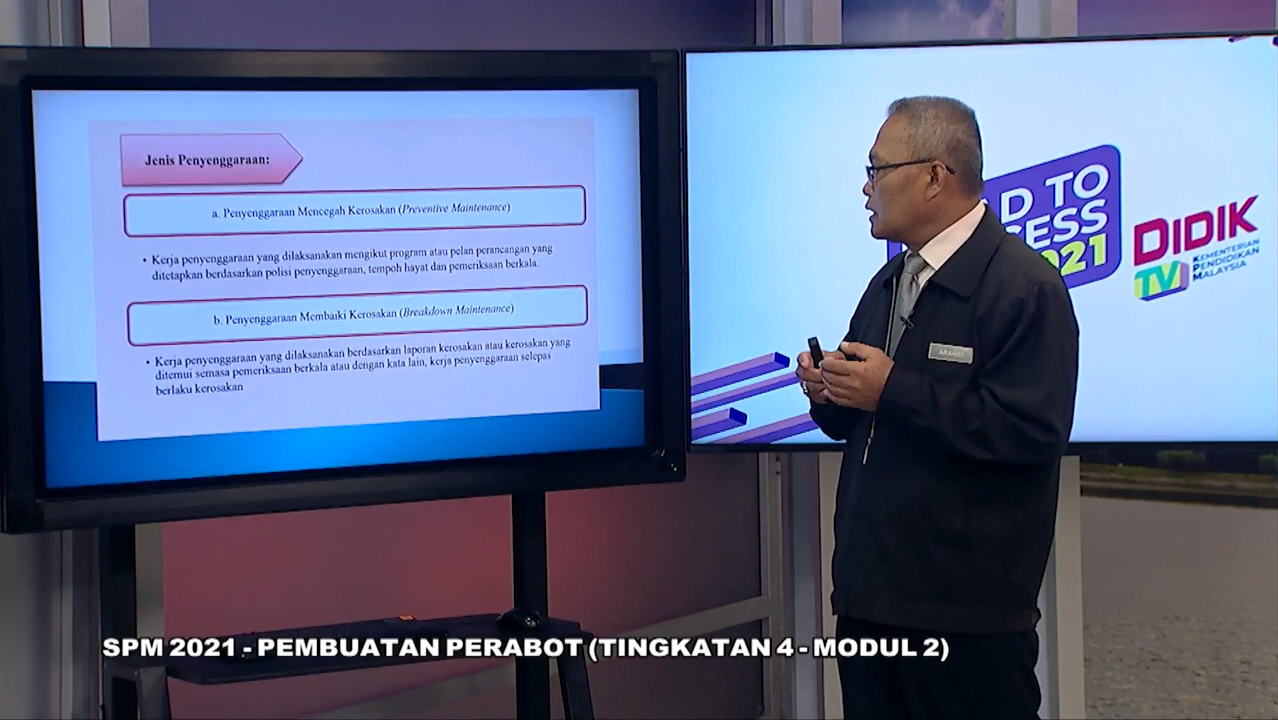 Jenis Penyenggaraan:
a. Penyenggaraan Mencegah Kerosakan (Preventive Maintenance)
• Kerja penyenggaraan yang dilaksanakan mengikut program atau pelan perancangan yang
ditetapkan berdasarkan polisi penyenggaraan, tempoh hayat dan pemeriksaan berkala.
b. Penyenggaraan Membaiki Kerosakan (Breakdown Maintenance)
• Kerja penyenggaraan yang dilaksanakan berdasarkan laporan kerosakan atau kerosakan yang
ditemui semasa pemeriksaan berkala atau dengan kata lain, kerja penyenggaraan selepas
berlaku kerosakan
AD TO
CESS
2021
DIDIK
TV
KEMENTERIAN
PENDIDIKAN
MALAYSIA
SPM 2021 - PEMBUATAN PERABOT (TINGKATAN 4 - MODUL 2)